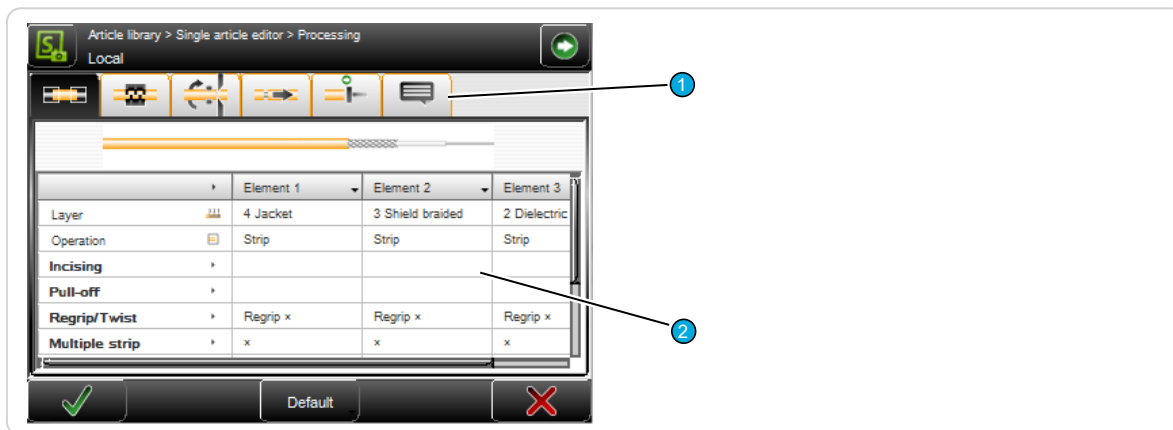 Article library > Single article editor > Processing
Local
1
Element 1 Element 2 Element 3
Layer 4 Jacket 3 Shield braided 2 Dielectric
Operation Strip Strip Strip
Incising
Pull-off
Regrip/Twist Regrip × Regrip × Regrip ×
Multiple strip × × ×
2
Default